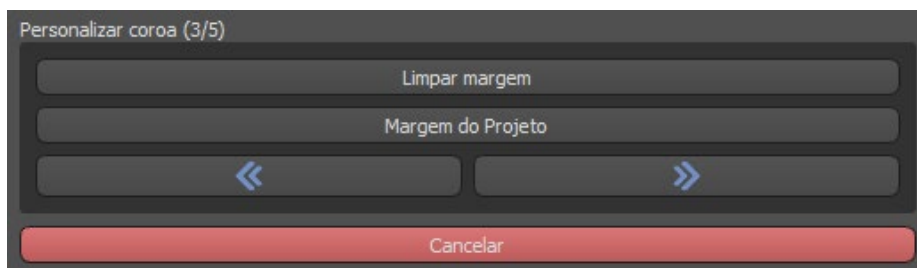 Personalizar coroa (3/5)
Limpar margem
Margem do Projeto
Cancelar